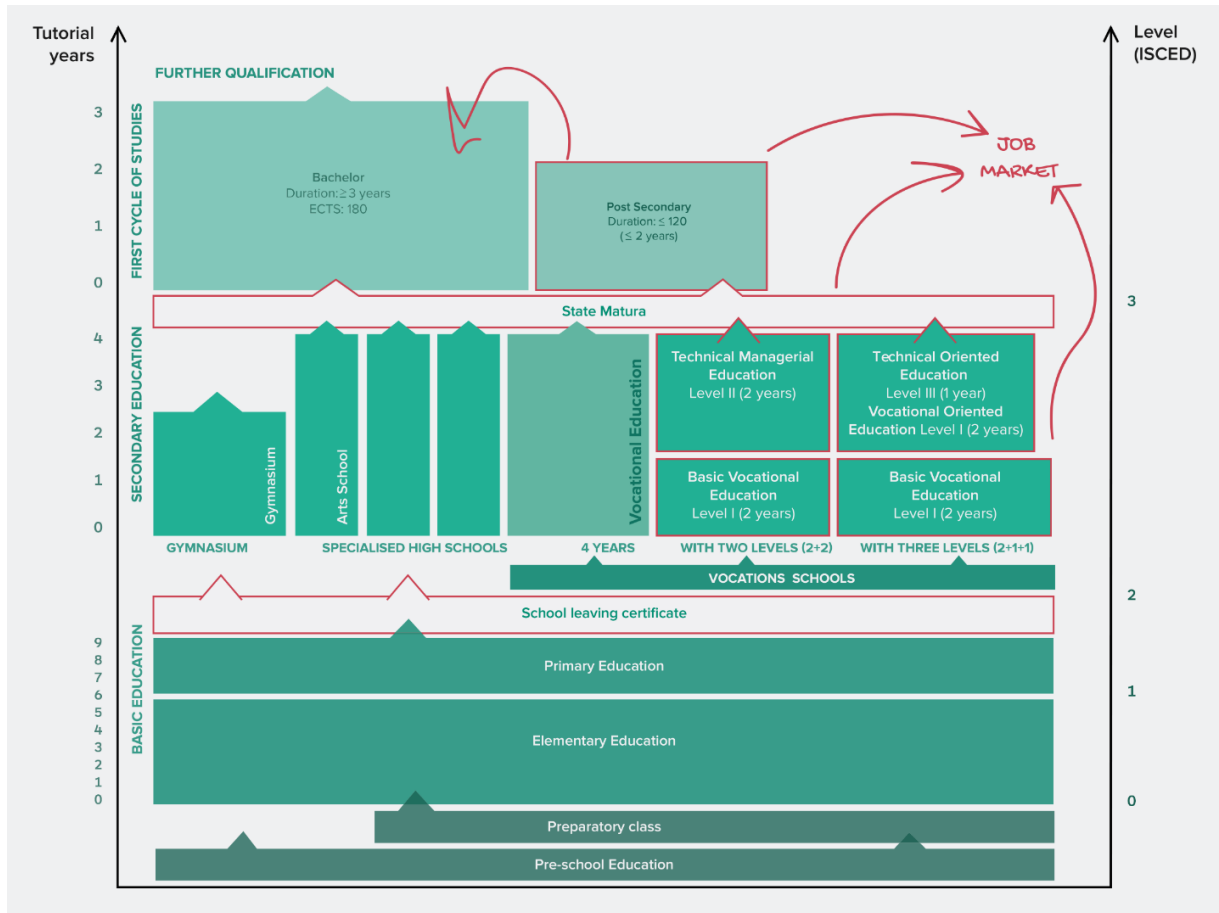 Tutorial
years
Level
(ISCED)
FURTHER QUALIFICATION
FIRST CYCLE OF STUDIES
3
2
1
0
Bachelor
Duration:≥3 years
ECTS: 180
Post Secondary
Duration: ≤ 120
(≤ 2 years)
JOB
MARKET
State Matura
3
SECONDARY EDUCATION
4
3
2
1
0
Gymnasium
Arts School
Vocational Education
Technical Managerial
Education
Level II (2 years)
Technical Oriented
Education
Level III (1 year)
Vocational Oriented
Education Level I (2 years)
Basic Vocational
Education
Level I (2 years)
Basic Vocational
Education
Level I (2 years)
GYMNASIUM
SPECIALISED HIGH SCHOOLS
4 YEARS
WITH TWO LEVELS (2+2)
WITH THREE LEVELS (2+1+1)
VOCATIONS SCHOOLS
School leaving certificate
2
BASIC EDUCATION
9
8
7
6
5
4
3
2
1
0
Primary Education
1
Elementary Education
0
Preparatory class
Pre-school Education